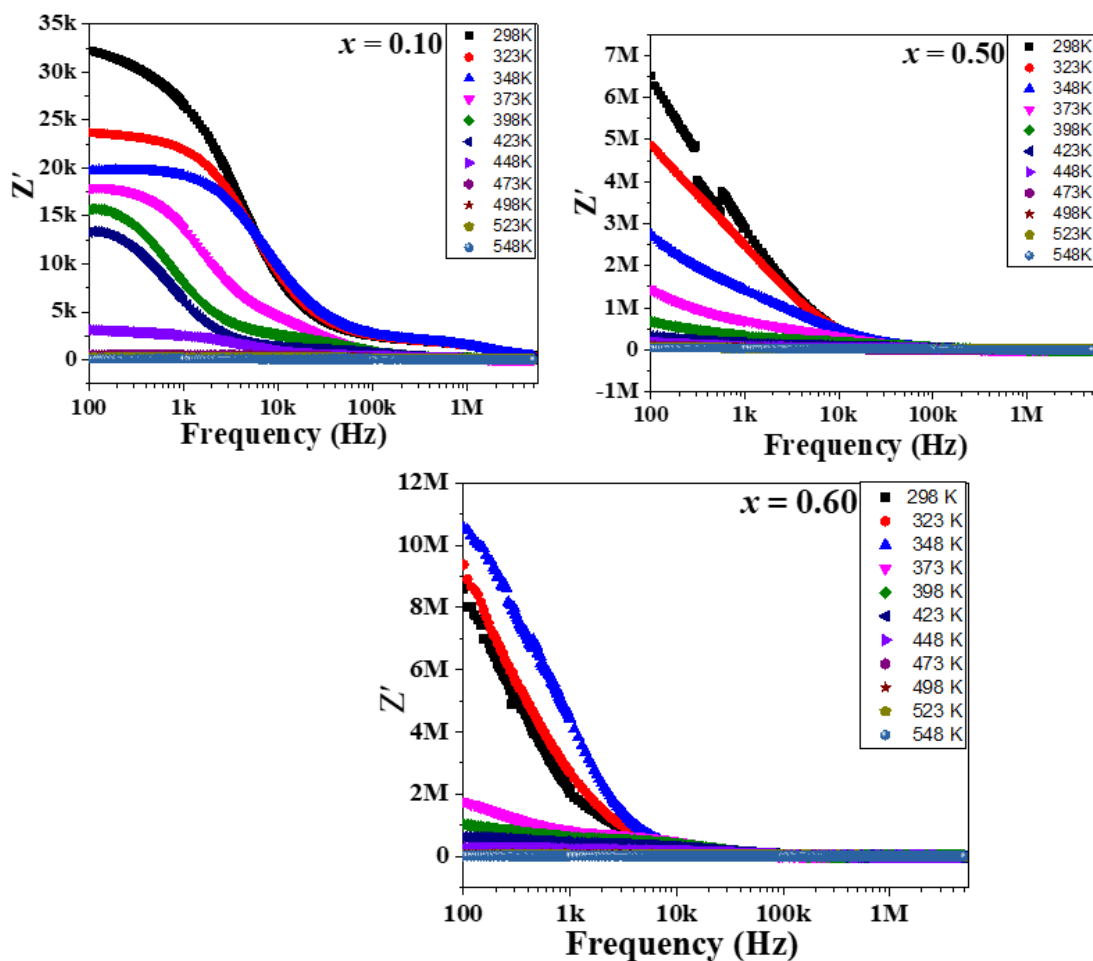 x = 0.10
35k
30k
25k
20k
15k
10k
5k
0
Z′
100
1k
10k
100k
1M
Frequency (Hz)
298K
323K
348K
373K
398K
423K
448K
473K
498K
523K
548K
x = 0.50
7M
6M
5M
4M
3M
2M
1M
0
-1M
Z′
100
1k
10k
100k
1M
Frequency (Hz)
298K
323K
348K
373K
398K
423K
448K
473K
498K
523K
548K
x = 0.60
12M
10M
8M
6M
4M
2M
0
Z′
100
1k
10k
100k
1M
Frequency (Hz)
298 K
323 K
348 K
373 K
398 K
423 K
448 K
473 K
498 K
523 K
548 K